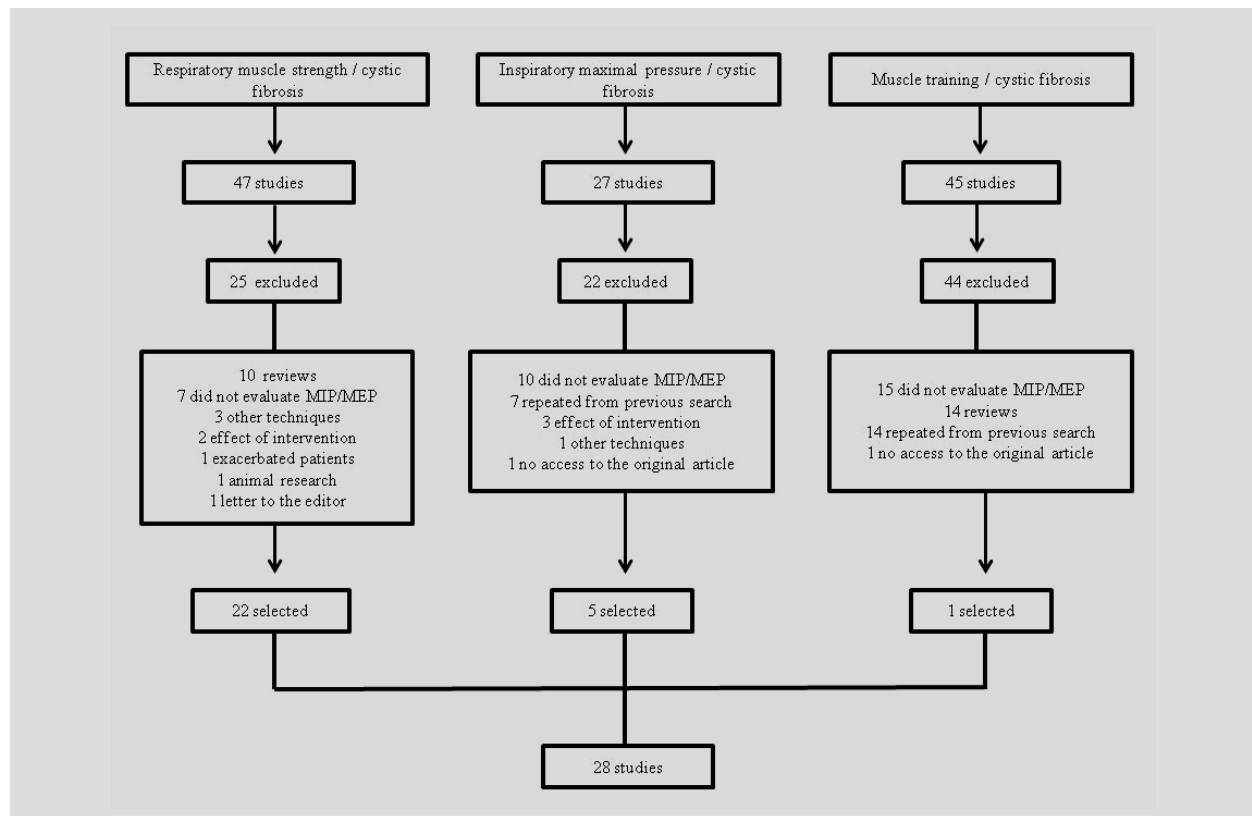 Respiratory muscle strength / cystic
fibrosis
47 studies
25 excluded
10 reviews
7 did not evaluate MIP/MEP
3 other techniques
2 effect of intervention
1 exacerbated patients
1 animal research
1 letter to the editor
22 selected
Inspiratory maximal pressure / cystic
fibrosis
27 studies
22 excluded
10 did not evaluate MIP/MEP
7 repeated from previous search
3 effect of intervention
1 other techniques
1 no access to the original article
5 selected
Muscle training / cystic fibrosis
45 studies
44 excluded
15 did not evaluate MIP/MEP
14 reviews
14 repeated from previous search
1 no access to the original article
1 selected
28 studies